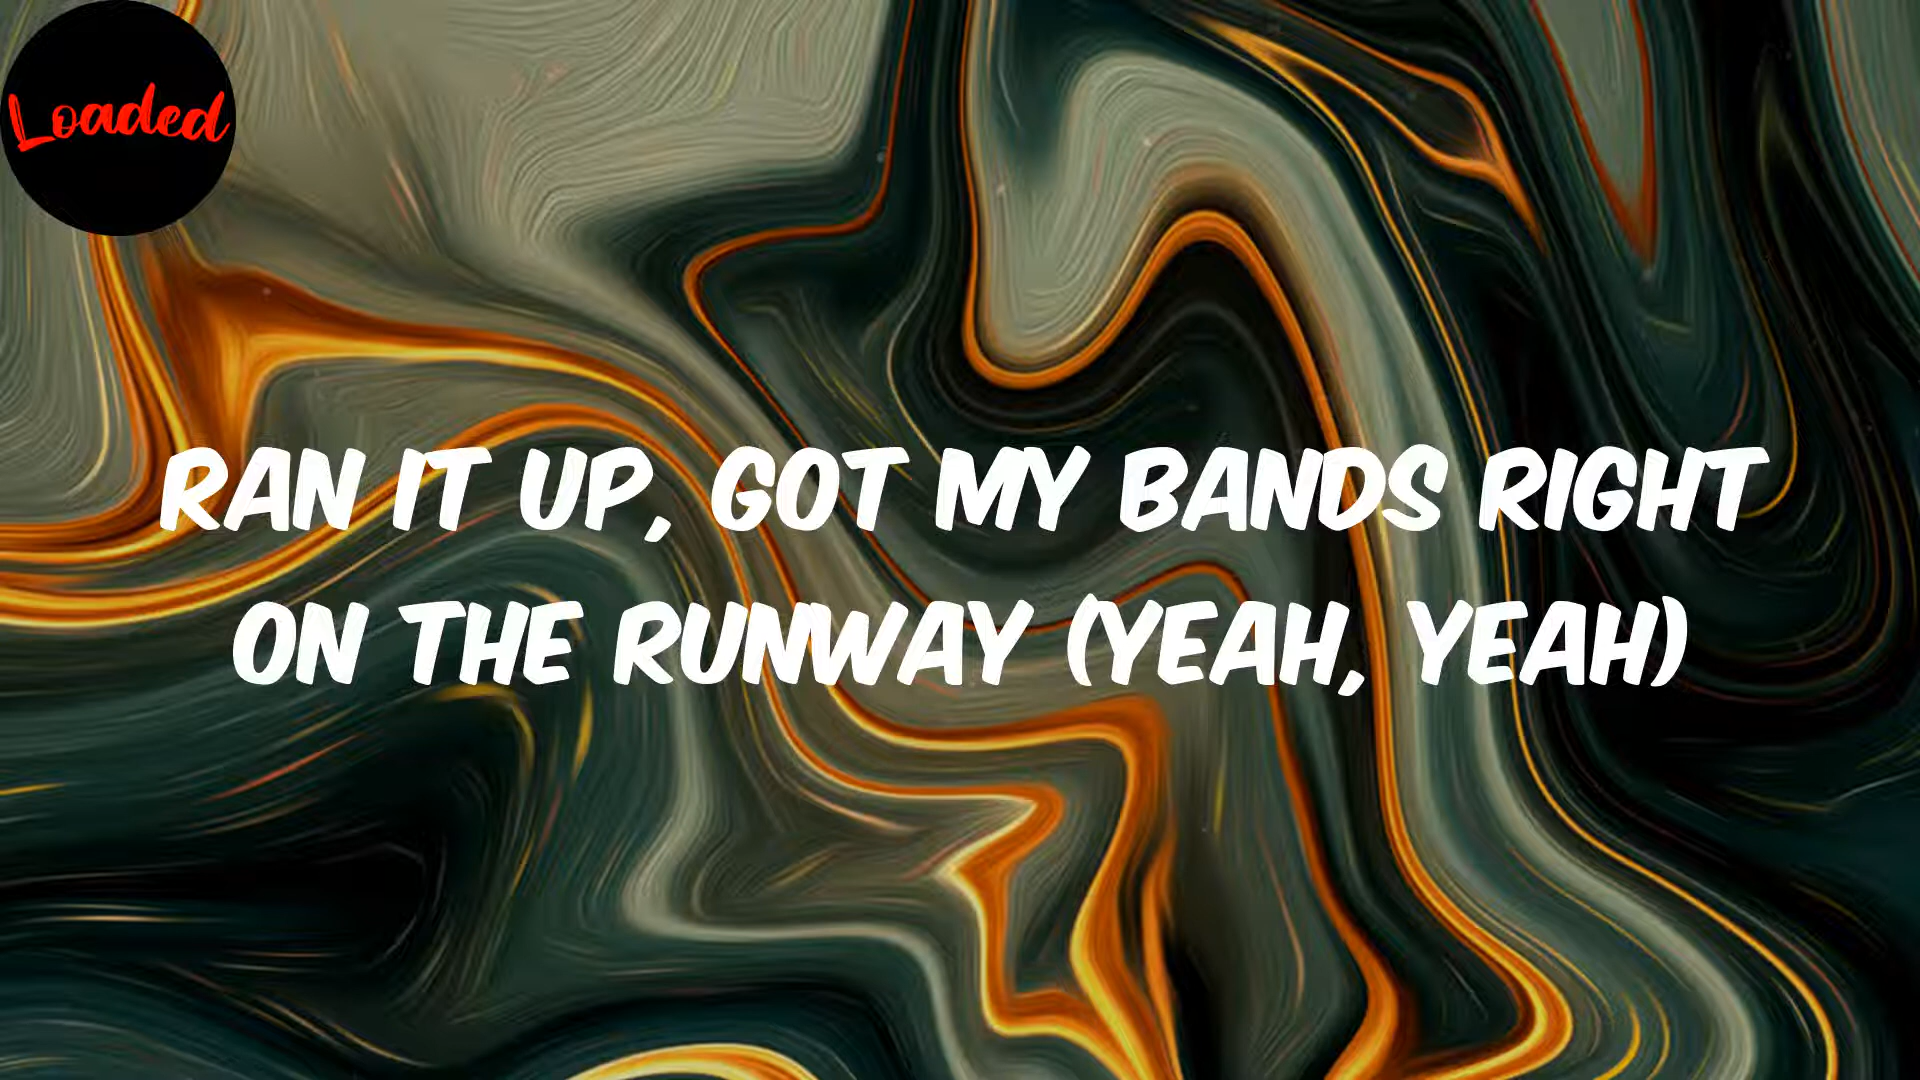 Loaded
RAN IT UP, GOT MY BANDS RIGHT
ON THE RUNWAY (YEAH, YEAH)